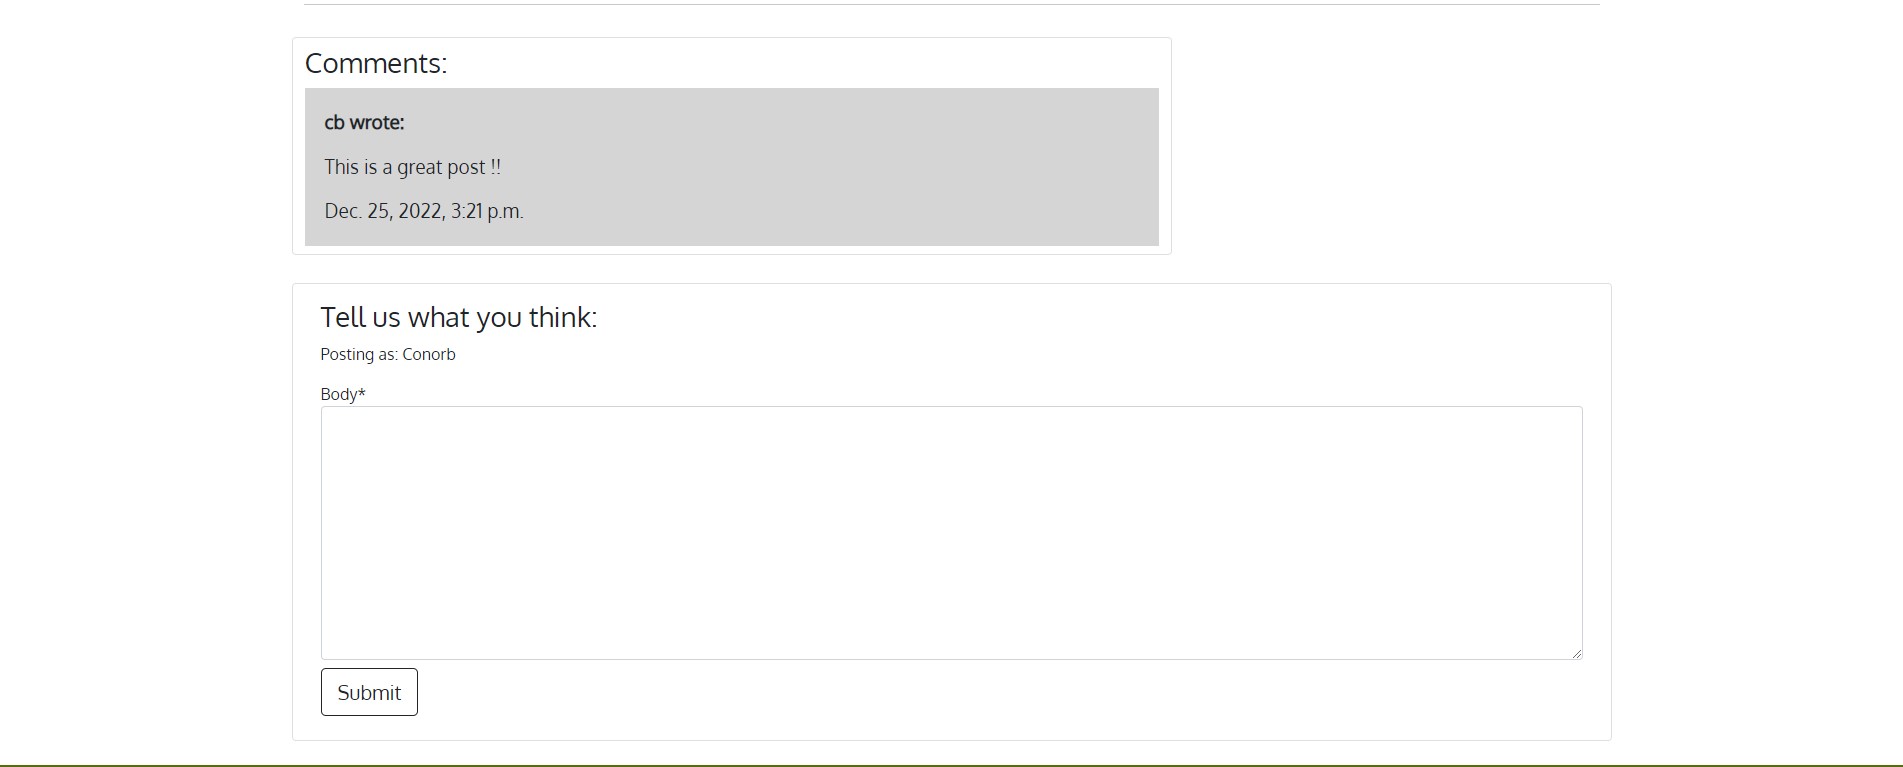 Comments:
cb wrote:
This is a great post !!
Dec. 25, 2022, 3:21 p.m.
Tell us what you think:
Posting as: Conorb
Body*
Submit